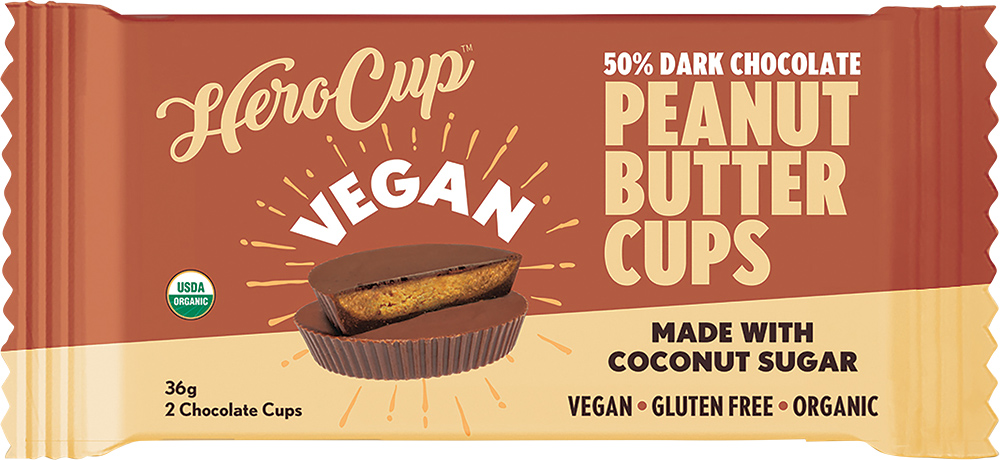 HeroCup™
VEGAN
50% DARK CHOCOLATE
PEANUT
BUTTER
CUPS
USDA
ORGANIC
MADE WITH
COCONUT SUGAR
36g
2 Chocolate Cups
VEGAN • GLUTEN FREE • ORGANIC